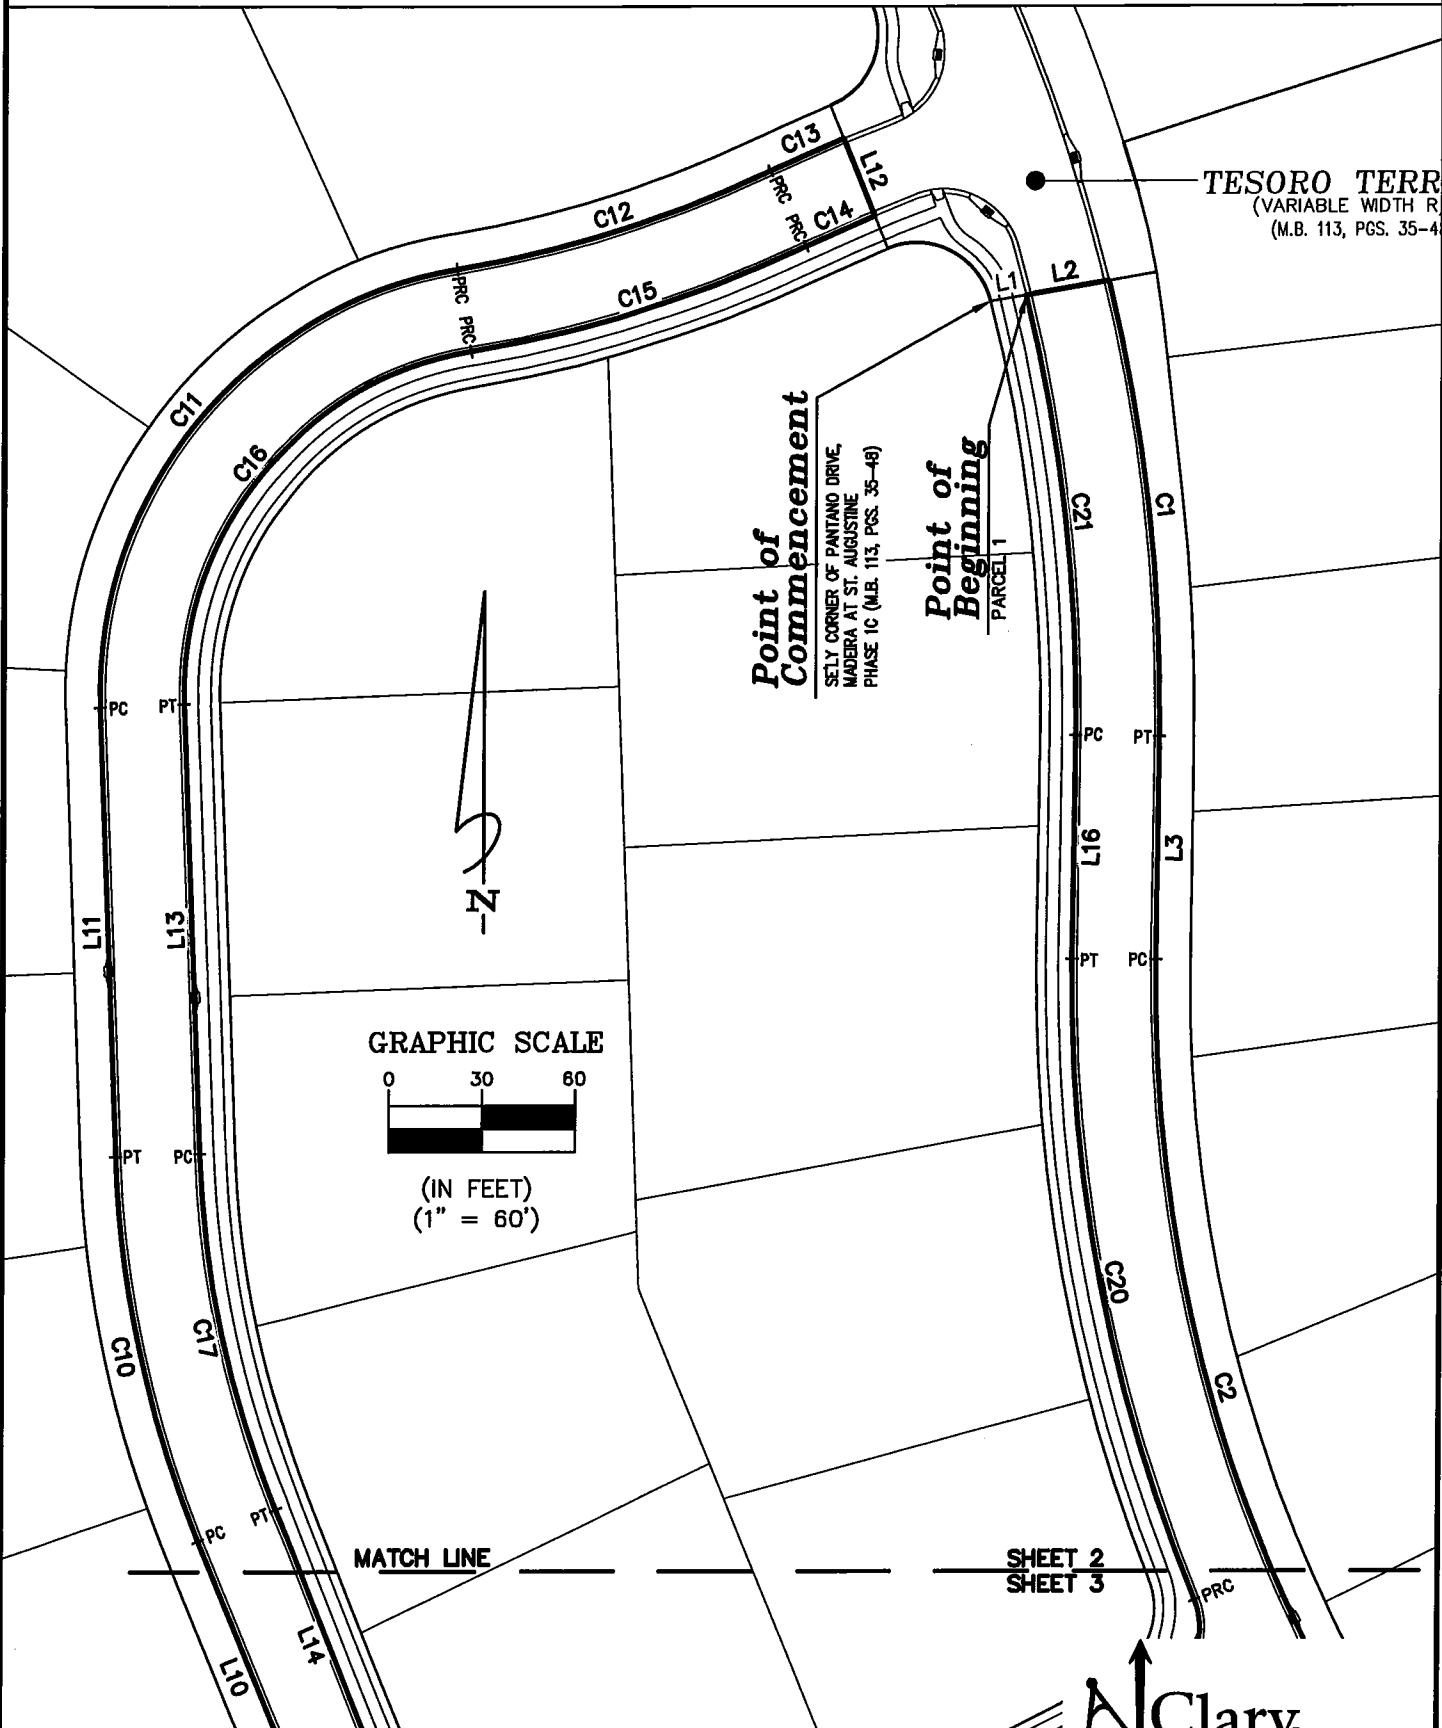 C13
L12
PRC
PRC
C14
C12
TESORO TERR
(VARIABLE WIDTH R
(M.B. 113, PGS. 35-4
L1
L2
PRC
PRC
C15
C11
C16
Point of
Commencement
SE'LY CORNER OF PANTANO DRIVE,
MADEIRA AT ST. AUGUSTINE
PHASE 1C (M.B. 113, PGS. 35-48)
Point of
Beginning
PARCEL 1
C21
C1
PC
PT
PC
PT
L16
L3
L11
L13
N
PT
PC
GRAPHIC SCALE
0 30 60
(IN FEET)
(1" = 60')
PT
PC
C20
C10
C17
C2
PC
PT
MATCH LINE
SHEET 2
SHEET 3
PRC
L14
L10
Clary